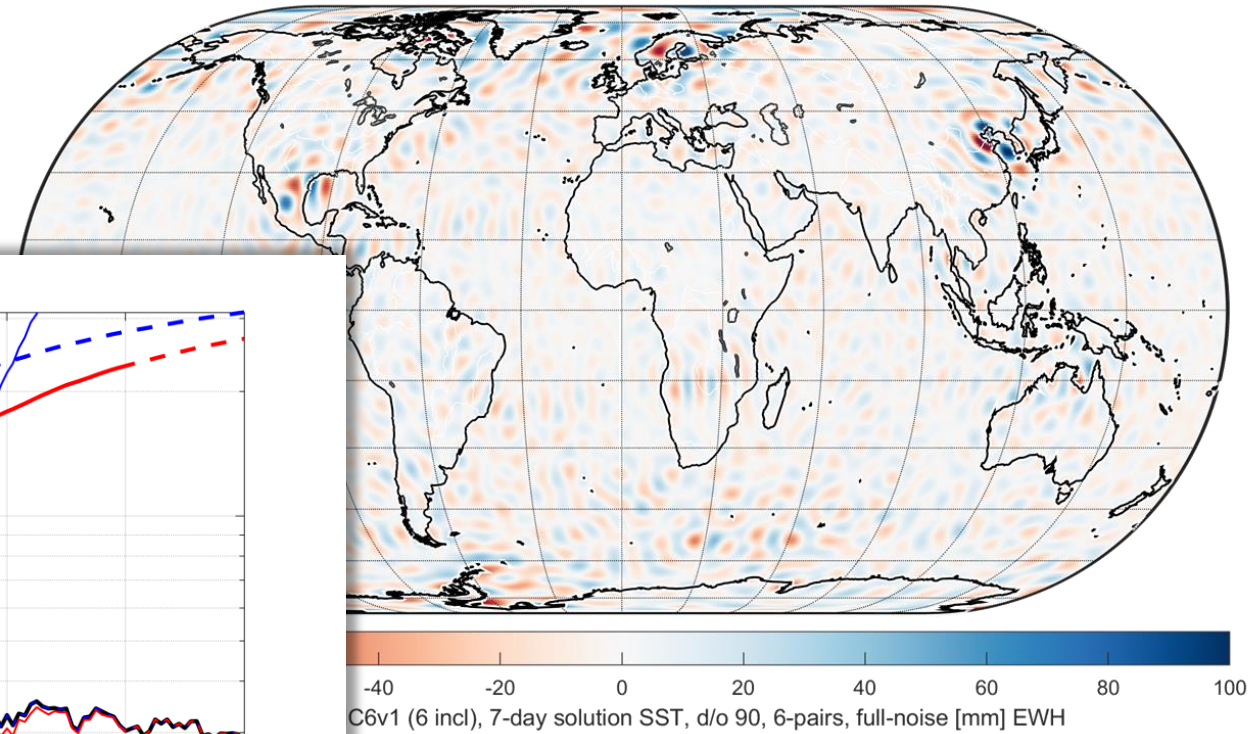 -40 -20 0 20 40 60 80 100
C6v1 (6 incl), 7-day solution SST, d/o 90, 6-pairs, full-noise [mm] EWH